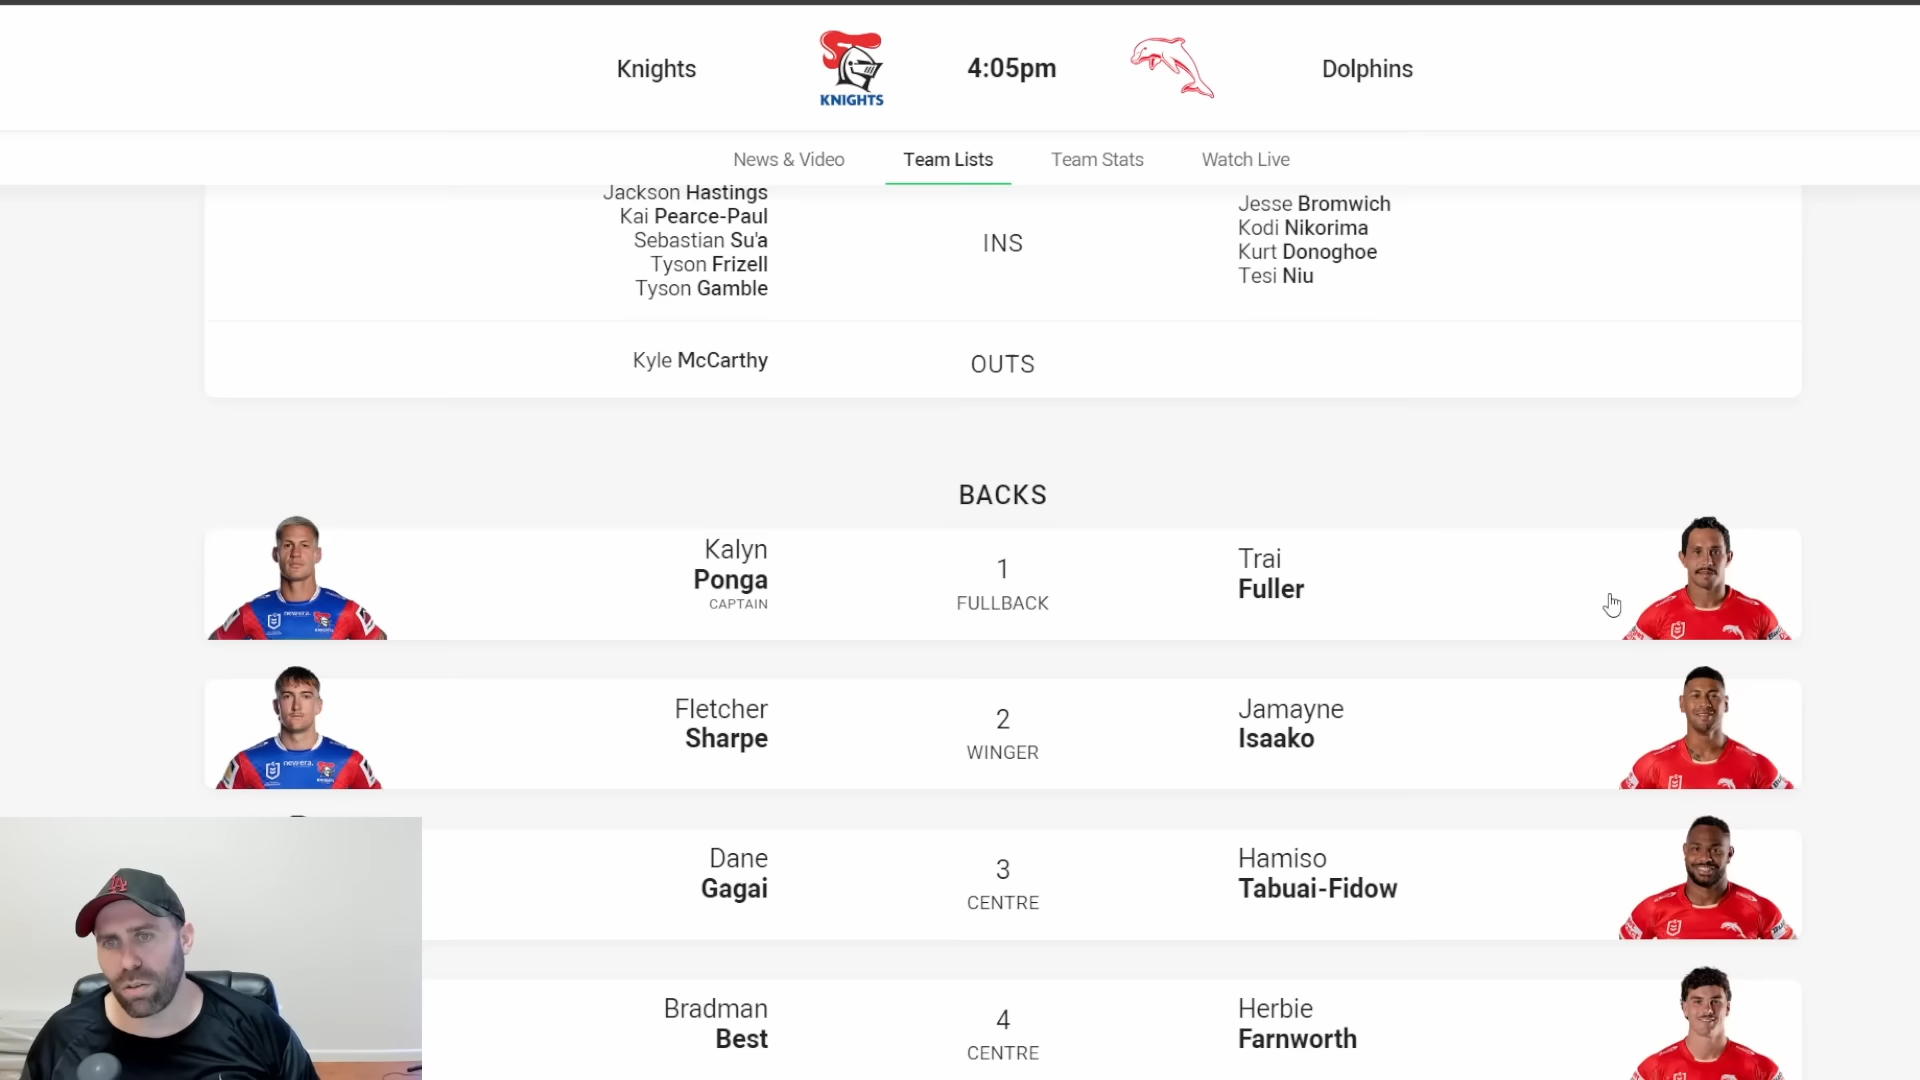 Knights
KNIGHTS
4:05pm
Dolphins
News & Video
Team Lists
Team Stats
Watch Live
Jackson Hastings
Kai Pearce-Paul
Sebastian Su'a
Tyson Frizell
Tyson Gamble
INS
Jesse Bromwich
Kodi Nikorima
Kurt Donoghoe
Tesi Niu
Kyle McCarthy
OUTS
BACKS
Kalyn
Ponga
CAPTAIN
1
FULLBACK
Trai
Fuller
Fletcher
Sharpe
2
WINGER
Jamayne
Isaako
Dane
Gagai
3
CENTRE
Hamiso
Tabuai-Fidow
Bradman
Best
4
CENTRE
Herbie
Farnworth